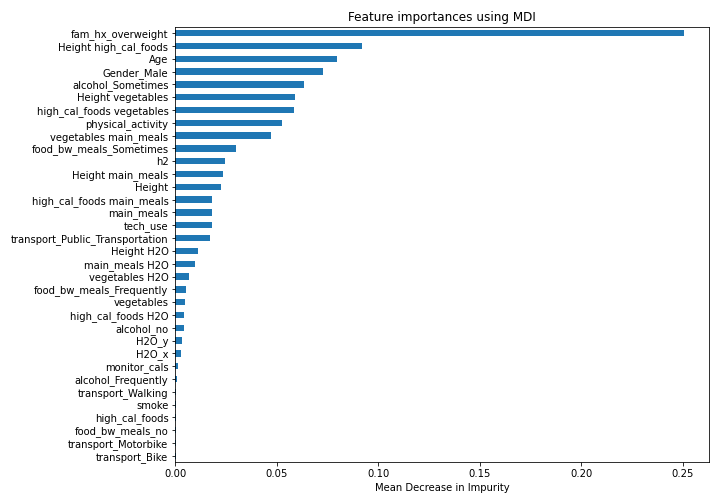 Feature importances using MDI
fam_hx_overweight
Height high_cal_foods
Age
Gender_Male
alcohol_Sometimes
Height vegetables
high_cal_foods vegetables
physical_activity
vegetables main_meals
food_bw_meals_Sometimes
h2
Height main_meals
Height
high_cal_foods main_meals
main_meals
tech_use
transport_Public_Transportation
Height H2O
main_meals H2O
vegetables H2O
food_bw_meals_Frequently
vegetables
high_cal_foods H2O
alcohol_no
H2O_y
H2O_x
monitor_cals
alcohol_Frequently
transport_Walking
smoke
high_cal_foods
food_bw_meals_no
transport_Motorbike
transport_Bike
0.00 0.05 0.10 0.15 0.20 0.25
Mean Decrease in Impurity